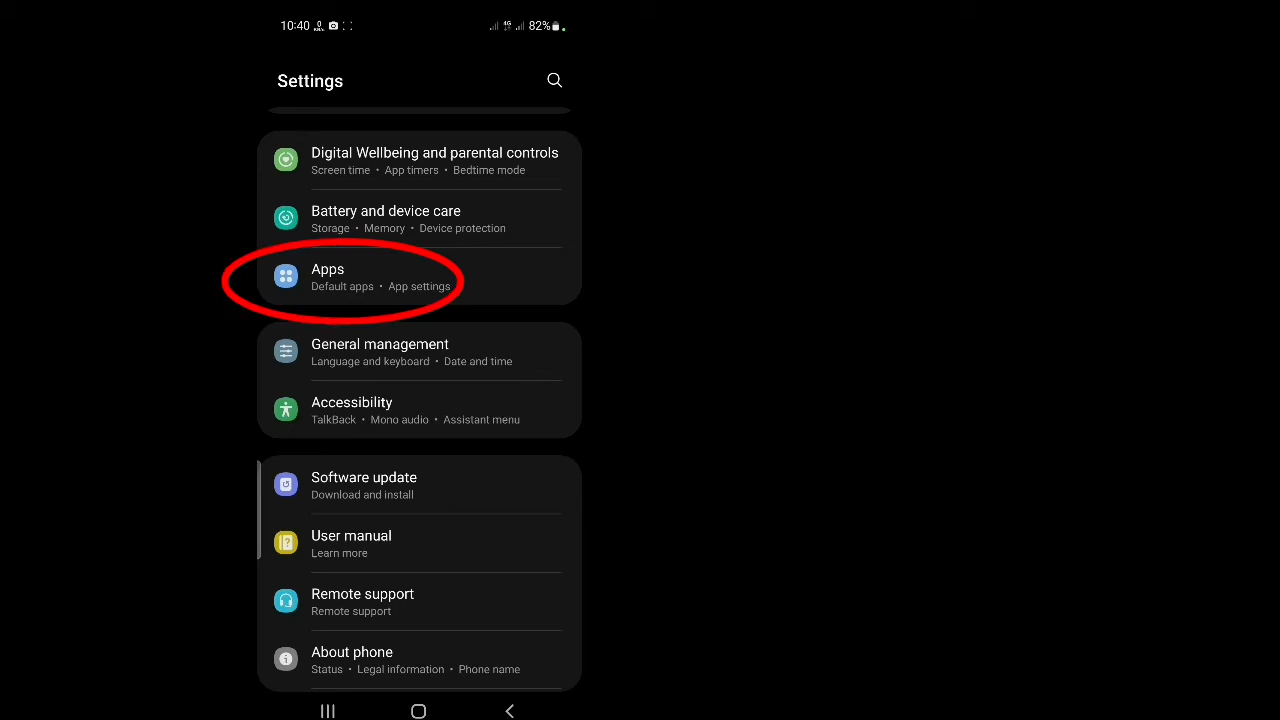 10:40
4G
82%
Settings
Digital Wellbeing and parental controls
Screen time • App timers • Bedtime mode
Battery and device care
Storage • Memory • Device protection
Apps
Default apps • App settings
General management
Language and keyboard • Date and time
Accessibility
TalkBack • Mono audio • Assistant menu
Software update
Download and install
User manual
Learn more
Remote support
Remote support
About phone
Status • Legal information • Phone name